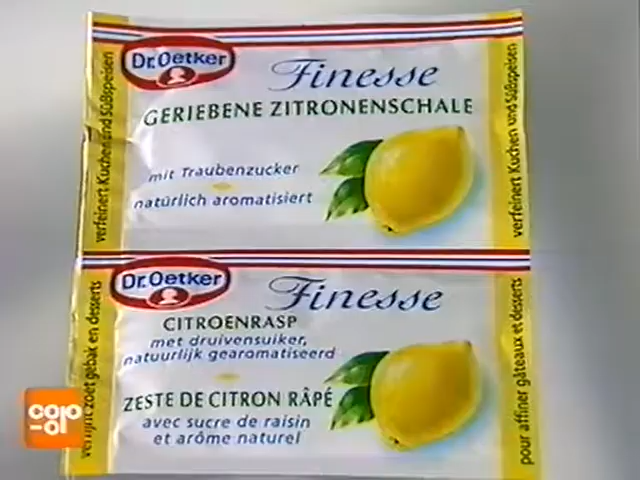 Dr.Oetker
Finesse
GERIEBENE ZITRONENSCHALE
mit Traubenzucker
natürlich aromatisiert
verfeinert Kuchen und Süßspeisen
verfeinert Kuchen und Süßspeisen
Dr.Oetker
Finesse
CITROENRASP
met druivensuiker,
natuurlijk gearomatiseerd
ZESTE DE CITRON RÂPÉ
avec sucre de raisin
et arôme naturel
verfijnt zoet gebak en desserts
pour affiner gâteaux et desserts